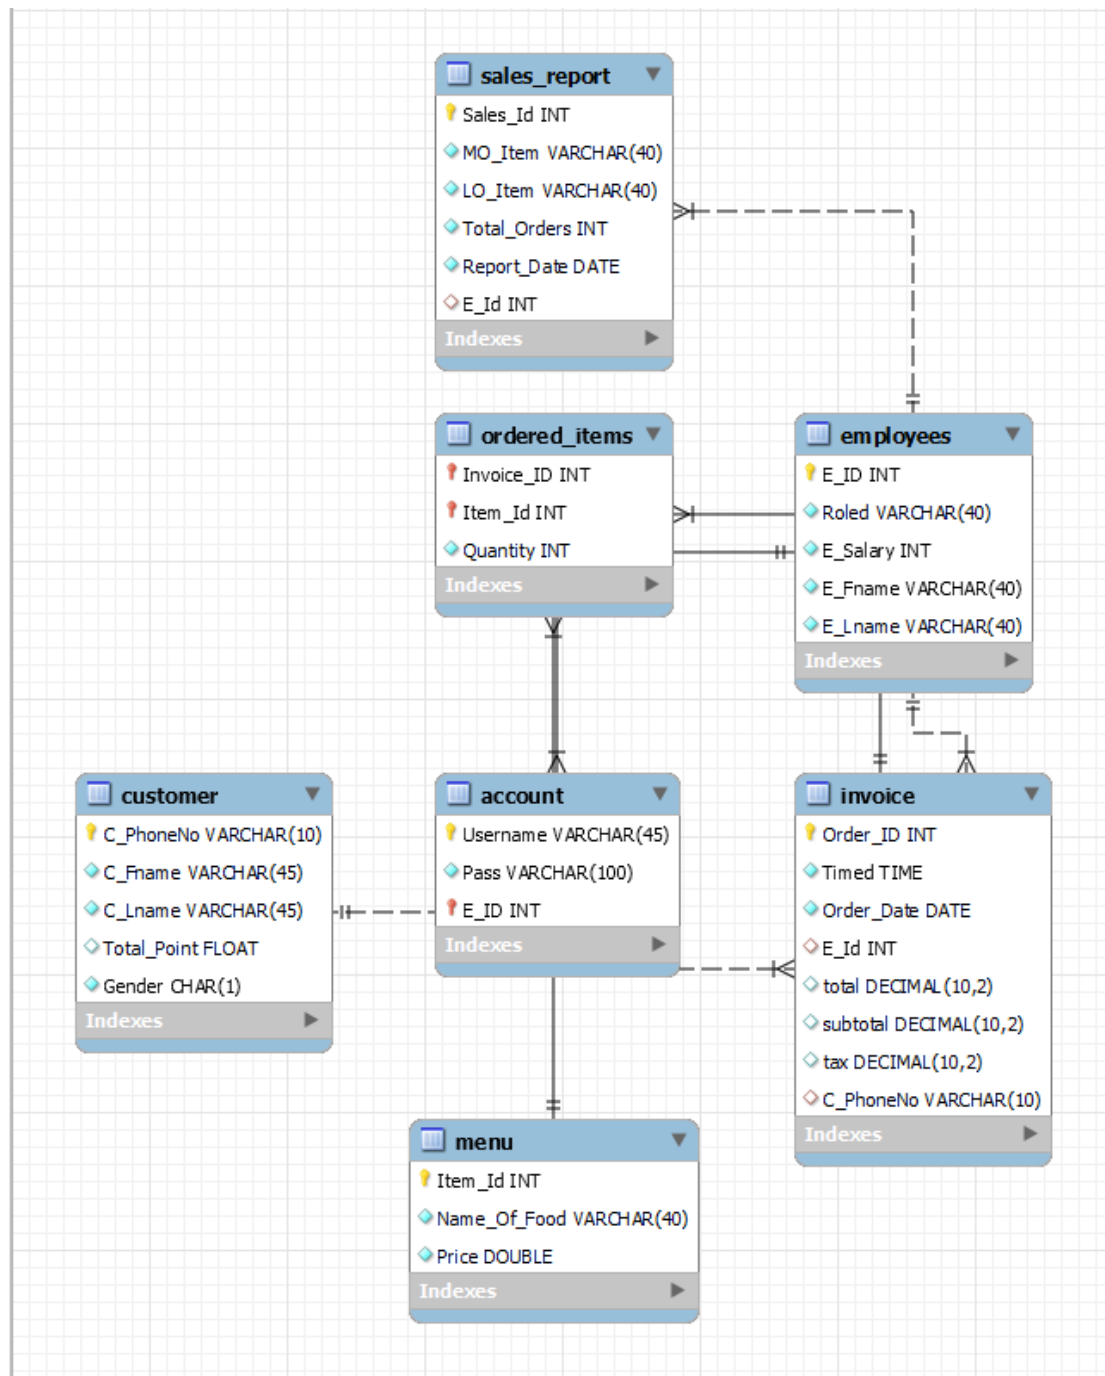 sales_report
Sales_Id INT
MO_Item VARCHAR(40)
LO_Item VARCHAR(40)
Total_Orders INT
Report_Date DATE
E_Id INT
Indexes
ordered_items
Invoice_ID INT
Item_Id INT
Quantity INT
Indexes
employees
E_ID INT
Roled VARCHAR(40)
E_Salary INT
E_Fname VARCHAR(40)
E_Lname VARCHAR(40)
Indexes
customer
C_PhoneNo VARCHAR(10)
C_Fname VARCHAR(45)
C_Lname VARCHAR(45)
Total_Point FLOAT
Gender CHAR(1)
Indexes
account
Username VARCHAR(45)
Pass VARCHAR(100)
E_ID INT
Indexes
invoice
Order_ID INT
Timed TIME
Order_Date DATE
E_Id INT
total DECIMAL(10,2)
subtotal DECIMAL(10,2)
tax DECIMAL(10,2)
C_PhoneNo VARCHAR(10)
Indexes
menu
Item_Id INT
Name_Of_Food VARCHAR(40)
Price DOUBLE
Indexes